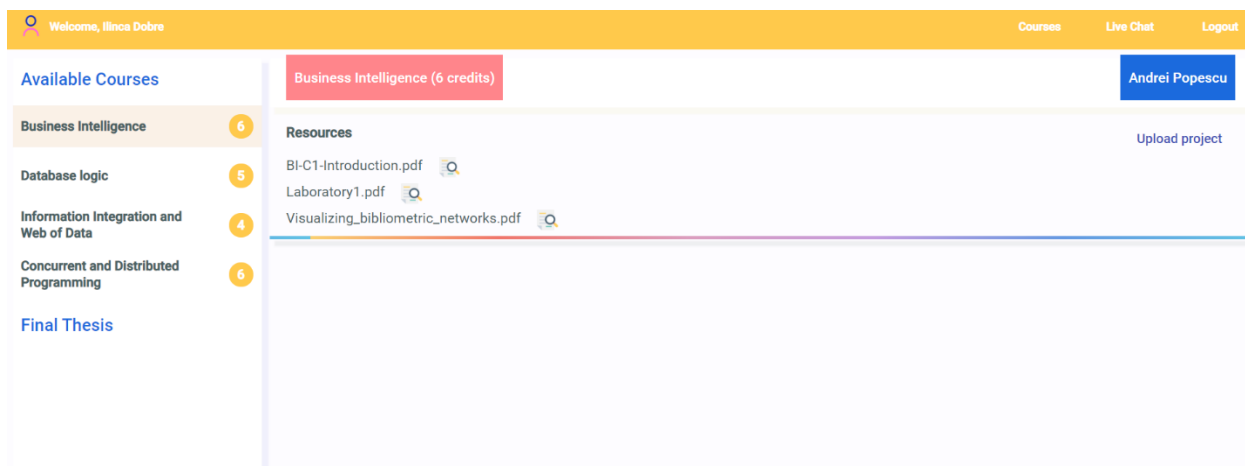 Welcome, Ilinca Dobre
Courses
Live Chat
Logout
Available Courses
Business Intelligence
6
Database logic
5
Information Integration and
Web of Data
4
Concurrent and Distributed
Programming
6
Final Thesis
Business Intelligence (6 credits)
Andrei Popescu
Resources
Upload project
BI-C1-Introduction.pdf
Laboratory1.pdf
Visualizing_bibliometric_networks.pdf